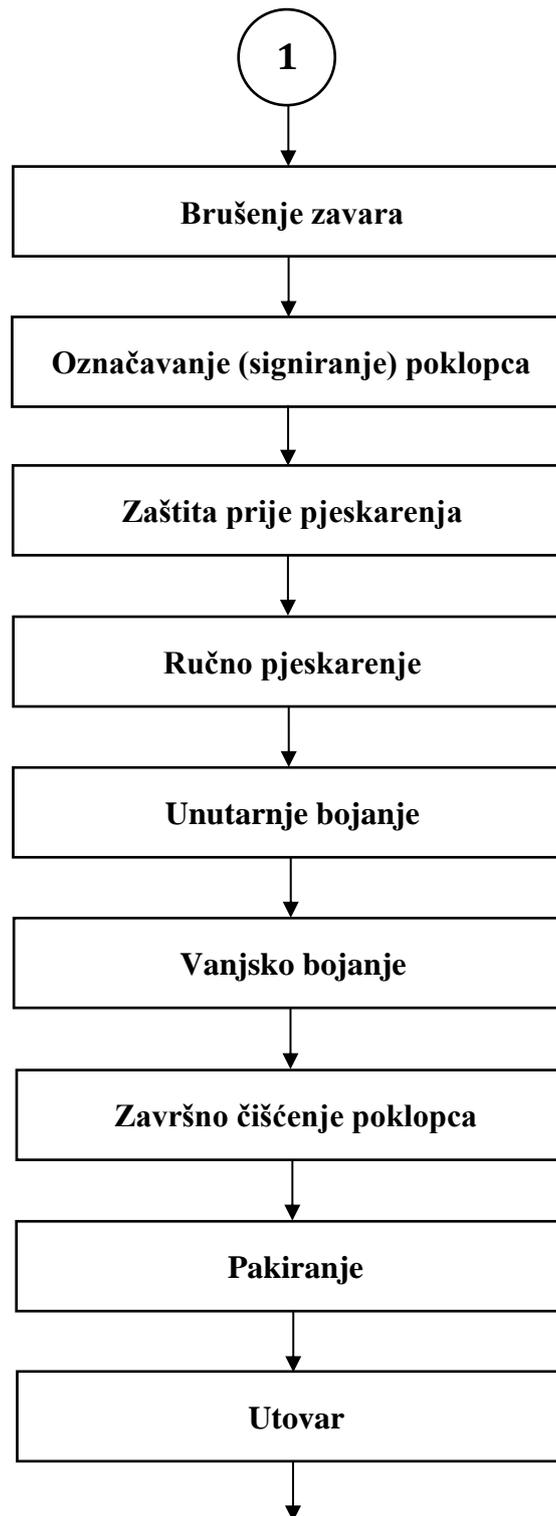 1
Brušenje zavara
Označavanje (signiranje) poklopca
Zaštita prije pjeskarenja
Ručno pjeskarenje
Unutarnje bojanje
Vanjsko bojanje
Završno čišćenje poklopca
Pakiranje
Utovar